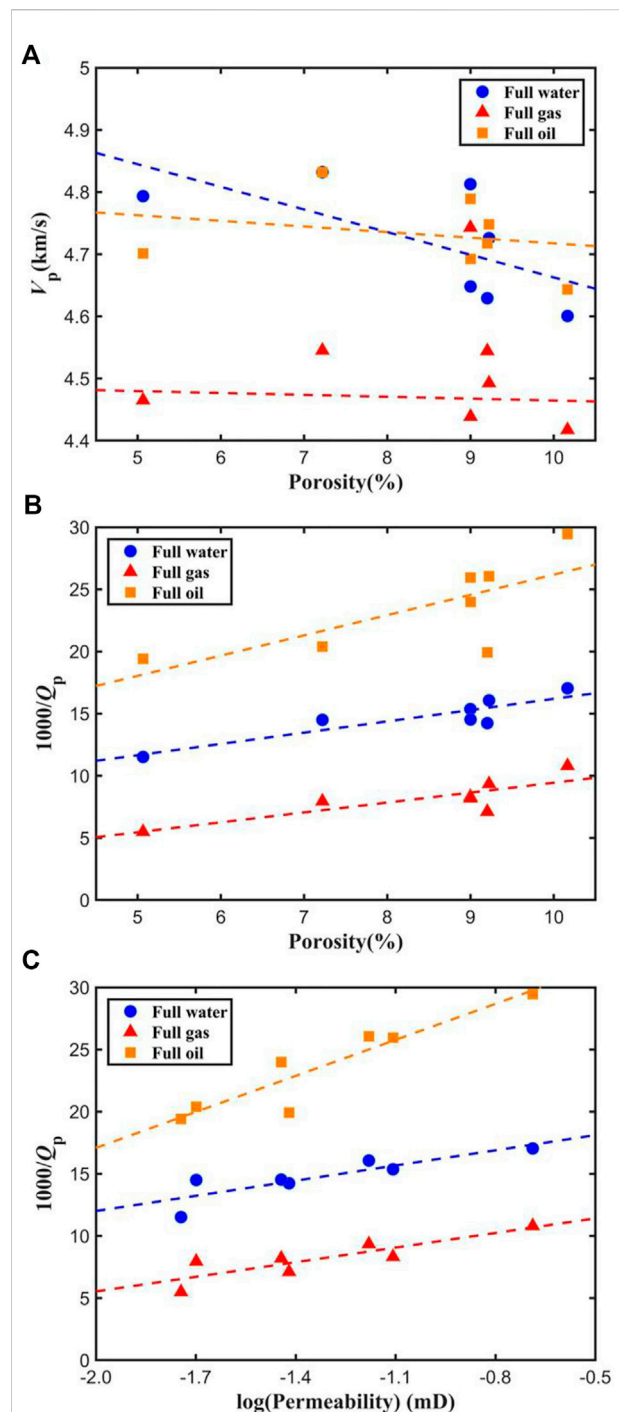 A
5
4.9
4.8
4.7
4.6
4.5
4.4
Vp(km/s)
Full water
Full gas
Full oil
5 6 7 8 9 10
Porosity(%)
B
30
25
20
15
10
5
0
1000/Qp
Full water
Full gas
Full oil
5 6 7 8 9 10
Porosity(%)
C
30
25
20
15
10
5
0
1000/Qp
Full water
Full gas
Full oil
-2.0 -1.7 -1.4 -1.1 -0.8 -0.5
log(Permeability) (mD)